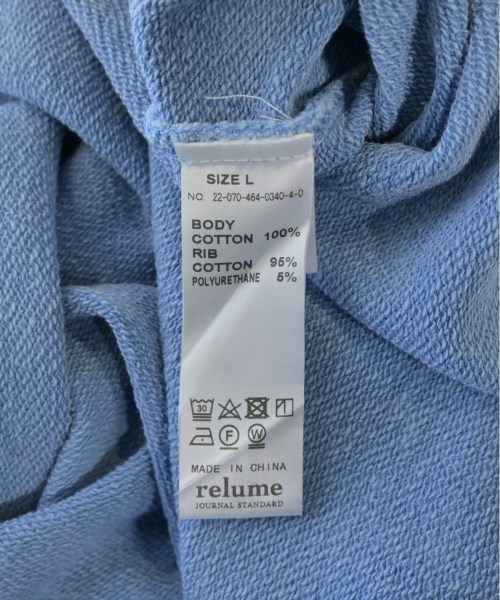 SIZE L
NO. 22-070-464-0340-4-0
BODY
COTTON 100%
RIB
COTTON 95%
POLYURETHANE 5%
30
F W
MADE IN CHINA
relume
JOURNAL STANDARD